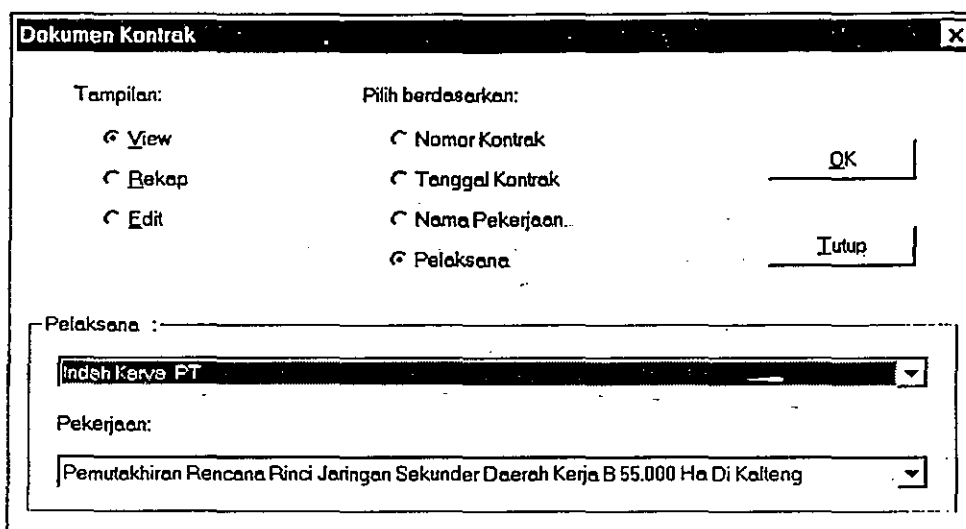 Dokumen Kontrak
Tampilan:
View
Rekap
Edit
Pilih berdasarkan:
Nomor Kontrak
Tanggal Kontrak
Nama Pekerjaan..
Pelaksana
OK
Tutup
Pelaksana :
Indah Karya PT
Pekerjaan:
Pemutakhiran Rencana Rinci Jaringan Sekunder Daerah Kerja B 55.000 Ha Di Kalteng